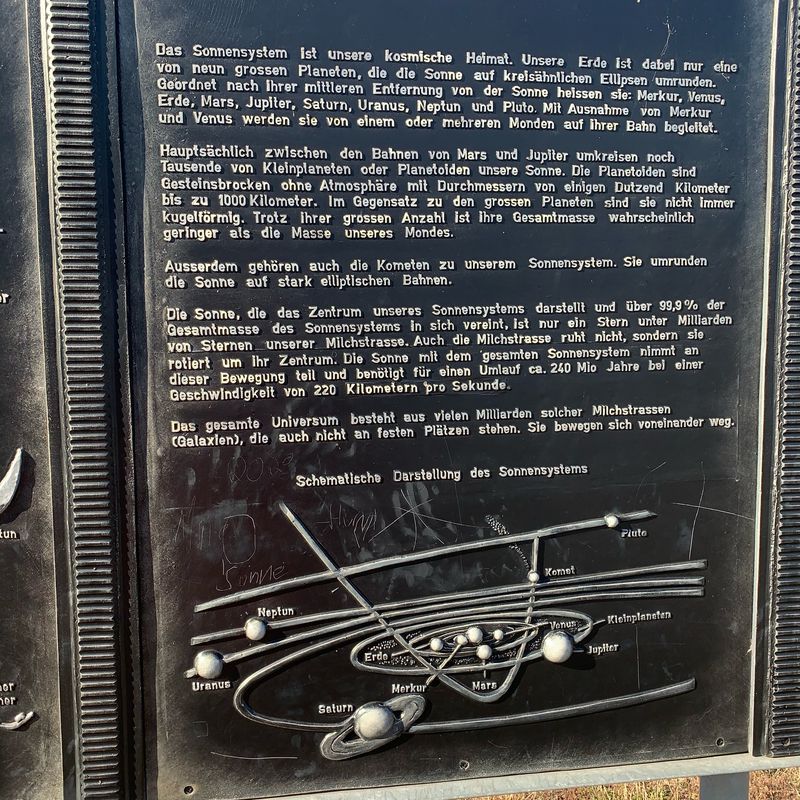 Das Sonnensystem ist unsere kosmische Heimat. Unsere Erde ist dabei nur eine
von neun grossen Planeten, die die Sonne auf kreisähnlichen Ellipsen umrunden.
Geordnet nach ihrer mittleren Entfernung von der Sonne heissen sie: Merkur, Venus,
Erde, Mars, Jupiter, Saturn, Uranus, Neptun und Pluto. Mit Ausnahme von Merkur
und Venus werden sie von einem oder mehreren Monden auf ihrer Bahn begleitet.
Hauptsächlich zwischen den Bahnen von Mars und Jupiter umkreisen noch
Tausende von Kleinplaneten oder Planetoiden unsere Sonne. Die Planetoiden sind
Gesteinsbrocken ohne Atmosphäre mit Durchmessern von einigen Dutzend Kilometer
bis zu 1000 Kilometer. Im Gegensatz zu den grossen Planeten sind sie nicht immer
kugelförmig. Trotz ihrer grossen Anzahl ist ihre Gesamtmasse wahrscheinlich
geringer als die Masse unseres Mondes.
Ausserdem gehören auch die Kometen zu unserem Sonnensystem. Sie umrunden
die Sonne auf stark elliptischen Bahnen.
Die Sonne, die das Zentrum unseres Sonnensystems darstellt und über 99,9 % der
Gesamtmasse des Sonnensystems in sich vereint, ist nur ein Stern unter Milliarden
von Sternen unserer Milchstrasse. Auch die Milchstrasse ruht nicht, sondern sie
rotiert um ihr Zentrum. Die Sonne mit dem gesamten Sonnensystem nimmt an
dieser Bewegung teil und benötigt für einen Umlauf ca. 240 Mio Jahre bei einer
Geschwindigkeit von 220 Kilometern pro Sekunde.
Das gesamte Universum besteht aus vielen Milliarden solcher Milchstrassen
(Galaxien), die auch nicht an festen Plätzen stehen. Sie bewegen sich voneinander weg.
Schematische Darstellung des Sonnensystems
Pluto
Komet
Sonne
Neptun
Kleinplaneten
Venus
Erde
Jupiter
Uranus
Merkur
Mars
Saturn